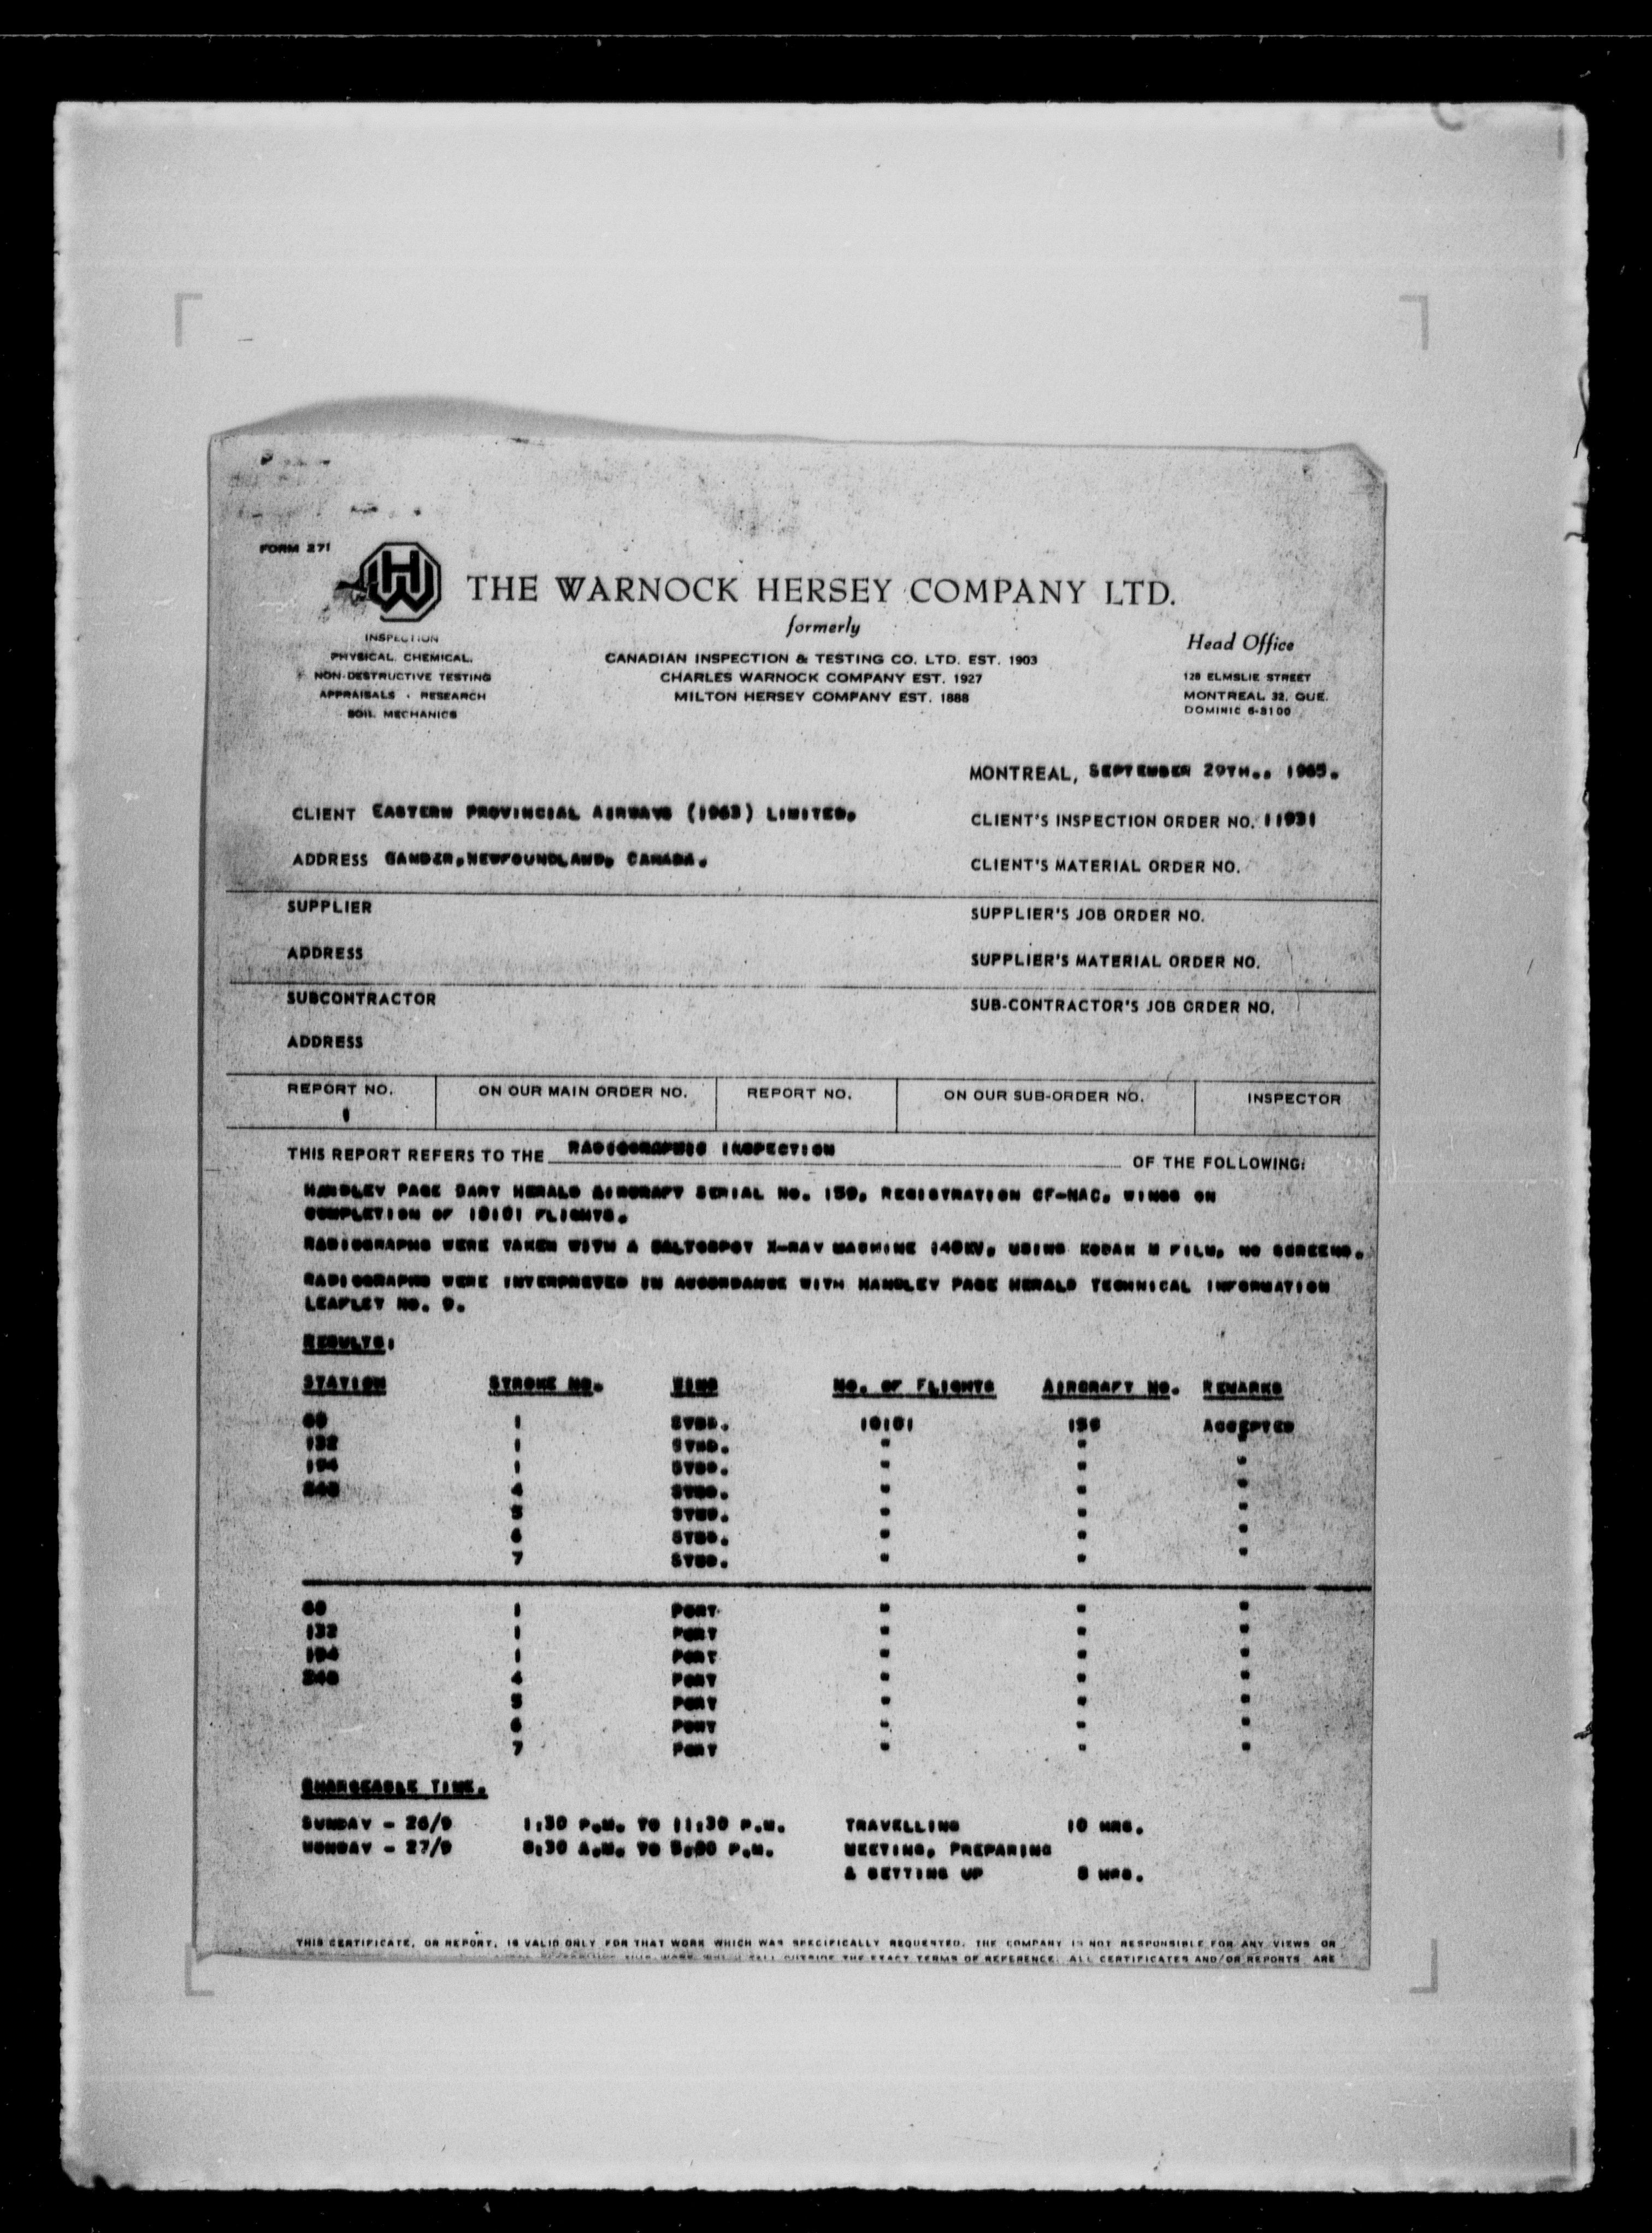 FORM 271
THE WARNOCK HERSEY COMPANY LTD.
formerly
INSPECTION
PHYSICAL. CHEMICAL.
NON-DESTRUCTIVE TESTING
APPRAISALS . RESEARCH
SOIL MECHANICS
CANADIAN INSPECTION & TESTING CO. LTD. EST. 1903
CHARLES WARNOCK COMPANY EST. 1927
MILTON HERSEY COMPANY EST. 1888
Head Office
128 ELMSLIE STREET
MONTREAL 32, QUE.
DOMINIC 6-8100
MONTREAL, SEPTEMBER 29TH.. 1965.
CLIENT EASTERN PROVINCIAL AIRWAYS (1963) LIMITED.
CLIENT'S INSPECTION ORDER NO. 11931
ADDRESS GANDER, NEWFOUNDLAND, CANADA.
CLIENT'S MATERIAL ORDER NO.
SUPPLIER
SUPPLIER'S JOB ORDER NO.
ADDRESS
SUPPLIER'S MATERIAL ORDER NO.
SUBCONTRACTOR
SUB-CONTRACTOR'S JOB ORDER NO.
ADDRESS
REPORT NO. ON OUR MAIN ORDER NO. REPORT NO. ON OUR SUB-ORDER NO. INSPECTOR
1
THIS REPORT REFERS TO THE RADIOGRAPHIC INSPECTION OF THE FOLLOWING:
HANDLEY PAGE DART HERALD AIRCRAFT SERIAL NO. 159, REGISTRATION CF-NAC, WINGS ON
COMPLETION OF 10101 FLIGHTS.
RADIOGRAPHS WERE TAKEN WITH A BALTOSPOT X-RAY MACHINE 140KV, USING KODAK M FILM, NO SCREENS.
RADIOGRAPHS WERE INTERPRETED IN ACCORDANCE WITH HANDLEY PAGE HERALD TECHNICAL INFORMATION
LEAFLET NO. 9.
RESULTS:
STATION STROKE NO. WING NO. OF FLIGHTS AIRCRAFT NO. REMARKS
60 1 STBD. 10101 159 ACCEPTED
132 1 STBD. " " "
194 1 STBD. " " "
240 4 STBD. " " "
5 STBD. " " "
6 STBD. " " "
7 STBD. " " "
60 1 PORT " " "
132 1 PORT " " "
194 1 PORT " " "
240 4 PORT " " "
5 PORT " " "
6 PORT " " "
7 PORT " " "
CHARGEABLE TIME.
SUNDAY - 26/9 1:30 P.M. TO 11:30 P.M. TRAVELLING 10 HRS.
MONDAY - 27/9 8:30 A.M. TO 5:00 P.M. MEETING, PREPARING
& SETTING UP 8 HRS.
THIS CERTIFICATE, OR REPORT, IS VALID ONLY FOR THAT WORK WHICH WAS SPECIFICALLY REQUESTED. THE COMPANY IS NOT RESPONSIBLE FOR ANY VIEWS OR
OUTSIDE THE EXACT TERMS OF REFERENCE. ALL CERTIFICATES AND/OR REPORTS ARE